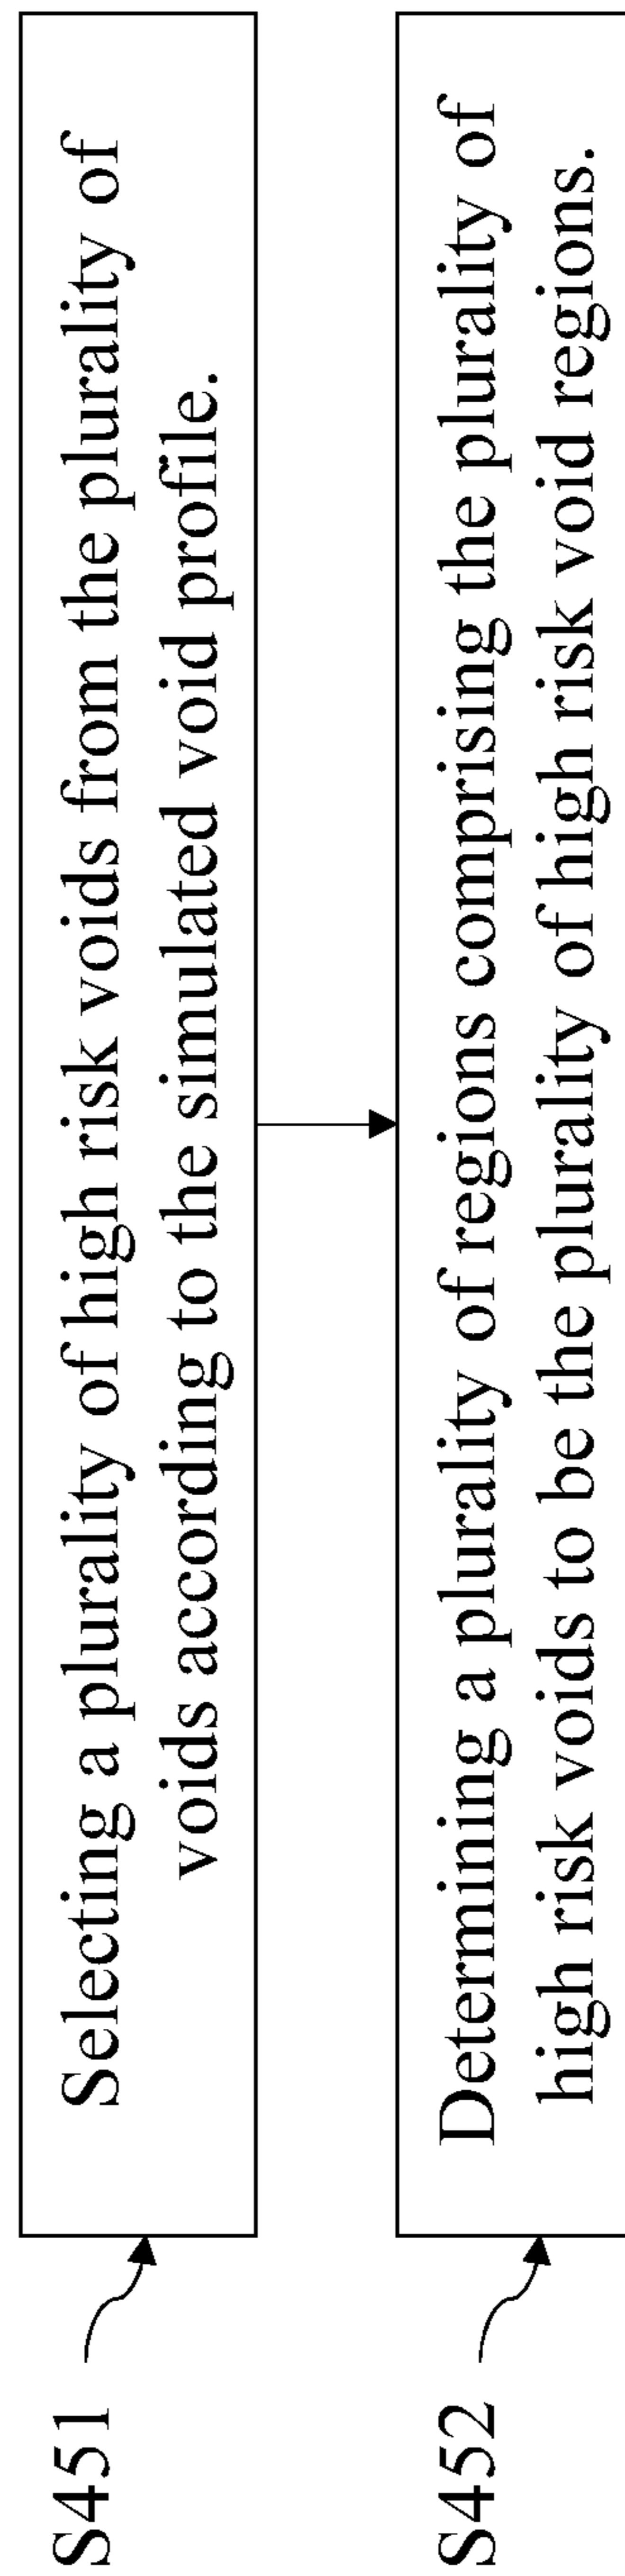 S451
Selecting a plurality of high risk voids from the plurality of
voids according to the simulated void profile.
S452
Determining a plurality of regions comprising the plurality of
high risk voids to be the plurality of high risk void regions.